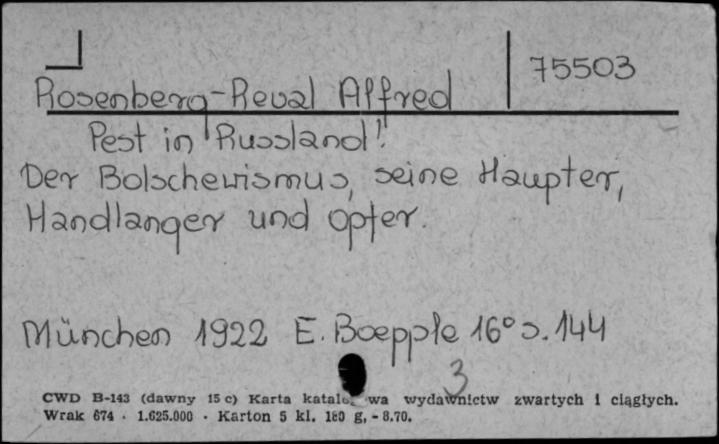 75503
Rosenberg-Reval Alfred
Pest in Russland!
Der Bolschewismus, seine Haupter,
Handlanger und opfer.
München 1922 E. Boepple 16° s. 144
3
CWD B-143 (dawny 15 c) Karta katalo wa wydawnictw zwartych i ciągłych.
Wrak 674 · 1.625.000 · Karton 5 kl. 180 g, - 8.70.